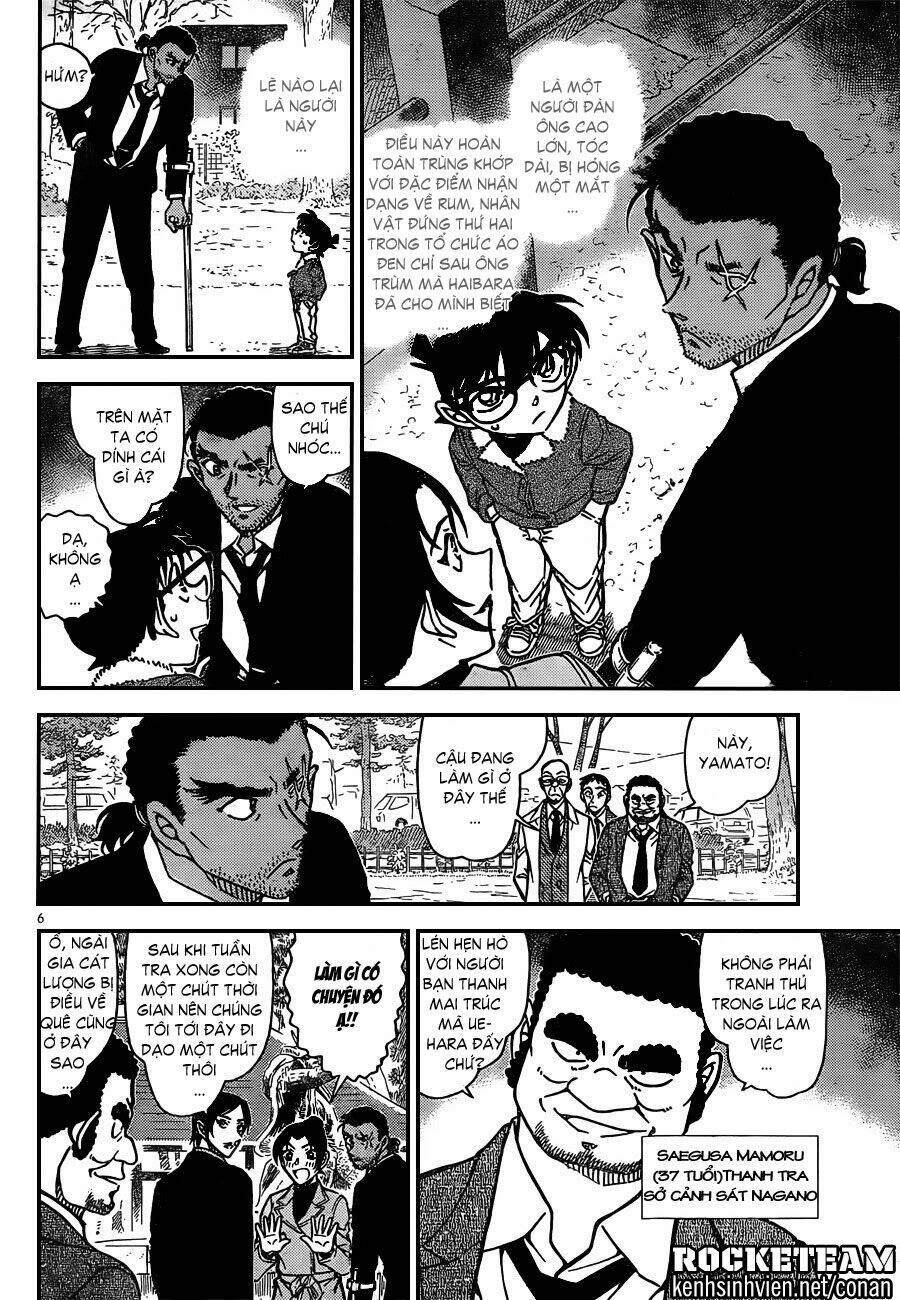 LÀ MỘT
NGƯỜI ĐÀN
ÔNG CAO
LỚN, TÓC
DÀI, BỊ HỎNG
MỘT MẮT
...
ĐIỀU NÀY HOÀN
TOÀN TRÙNG KHỚP
VỚI ĐẶC ĐIỂM NHÂN
DẠNG VỀ RUM, NHÂN
VẬT ĐỨNG THỨ HAI
TRONG TỔ CHỨC ÁO
ĐEN CHỈ SAU ÔNG
TRÙM MÀ HAIBARA
ĐÃ CHO MÌNH BIẾT
...
LẼ NÀO LẠI
LÀ NGƯỜI
NÀY
...
HỬM?
SAO THẾ
CHÚ
NHÓC...
TRÊN MẶT
TA CÓ
DÍNH CÁI
GÌ À?
DẠ,
KHÔNG
Ạ
...
NÀY,
YAMATO!
CẬU ĐANG
LÀM GÌ Ở
ĐÂY THẾ
...
6
KHÔNG PHẢI
TRANH THỦ
TRONG LÚC RA
NGOÀI LÀM
VIỆC
LÉN HẸN HÒ
VỚI NGƯỜI
BẠN THANH
MAI TRÚC
MÃ UE-
HARA ĐẤY
CHỨ?
SAEGUSA MAMORU
(37 TUỔI)THANH TRA
SỞ CẢNH SÁT NAGANO
LÀM GÌ CÓ
CHUYỆN ĐÓ
Ạ!!
SAU KHI TUẦN
TRA XONG CÒN
MỘT CHÚT THỜI
GIAN NÊN CHÚNG
TÔI TỚI ĐÂY ĐI
DẠO MỘT CHÚT
THÔI
Ồ, NGÀI
GIA CÁT
LƯỢNG BỊ
ĐIỀU VỀ
QUÊ CŨNG
Ở ĐÂY
SAO
...
ROCKETEAM
kenhsinhvien.net/conan